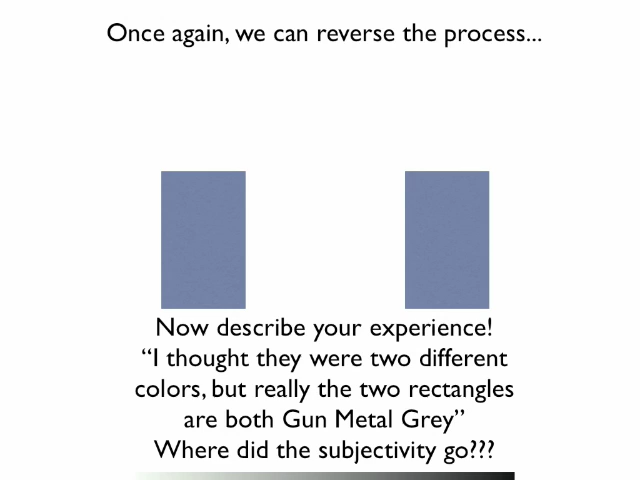 Once again, we can reverse the process...
Now describe your experience!
“I thought they were two different
colors, but really the two rectangles
are both Gun Metal Grey”
Where did the subjectivity go???